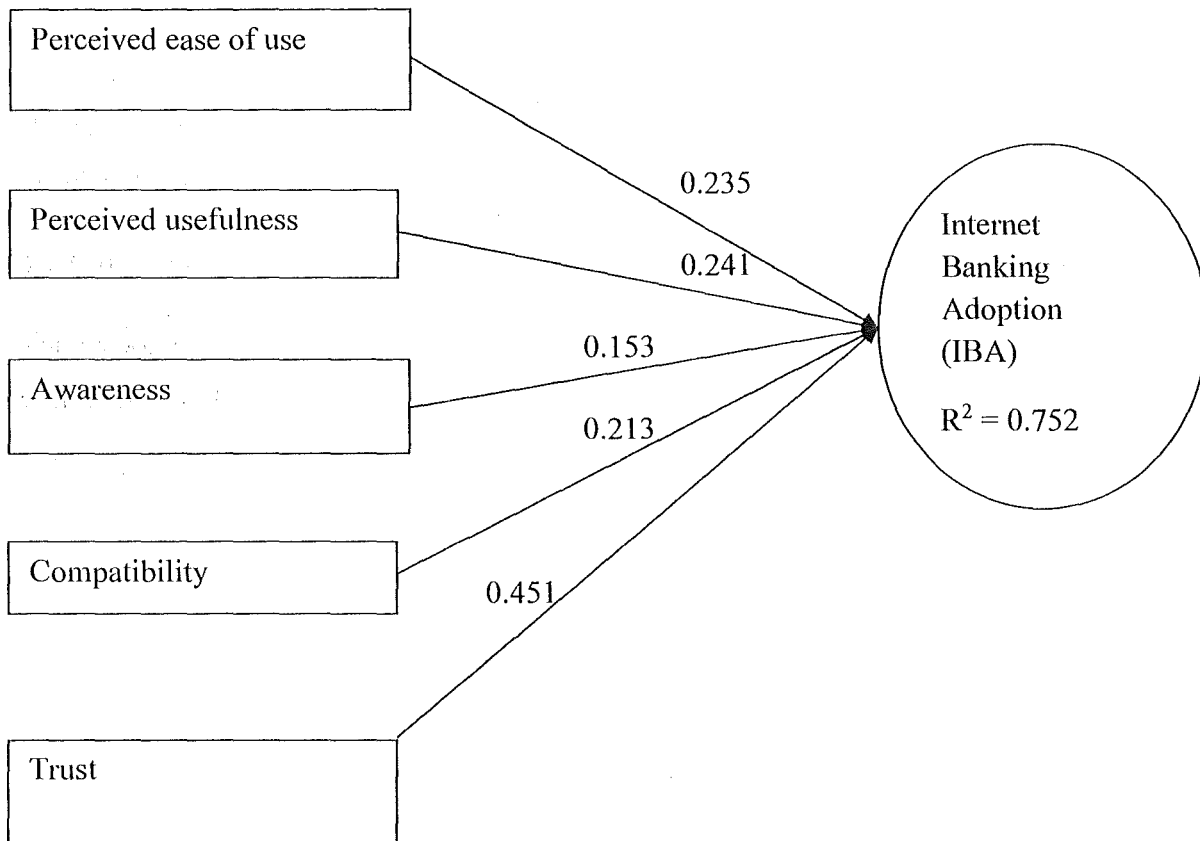 Perceived ease of use
0.235
Perceived usefulness
0.241
Internet
Banking
Adoption
(IBA)
R² = 0.752
0.153
Awareness
0.213
Compatibility
0.451
Trust